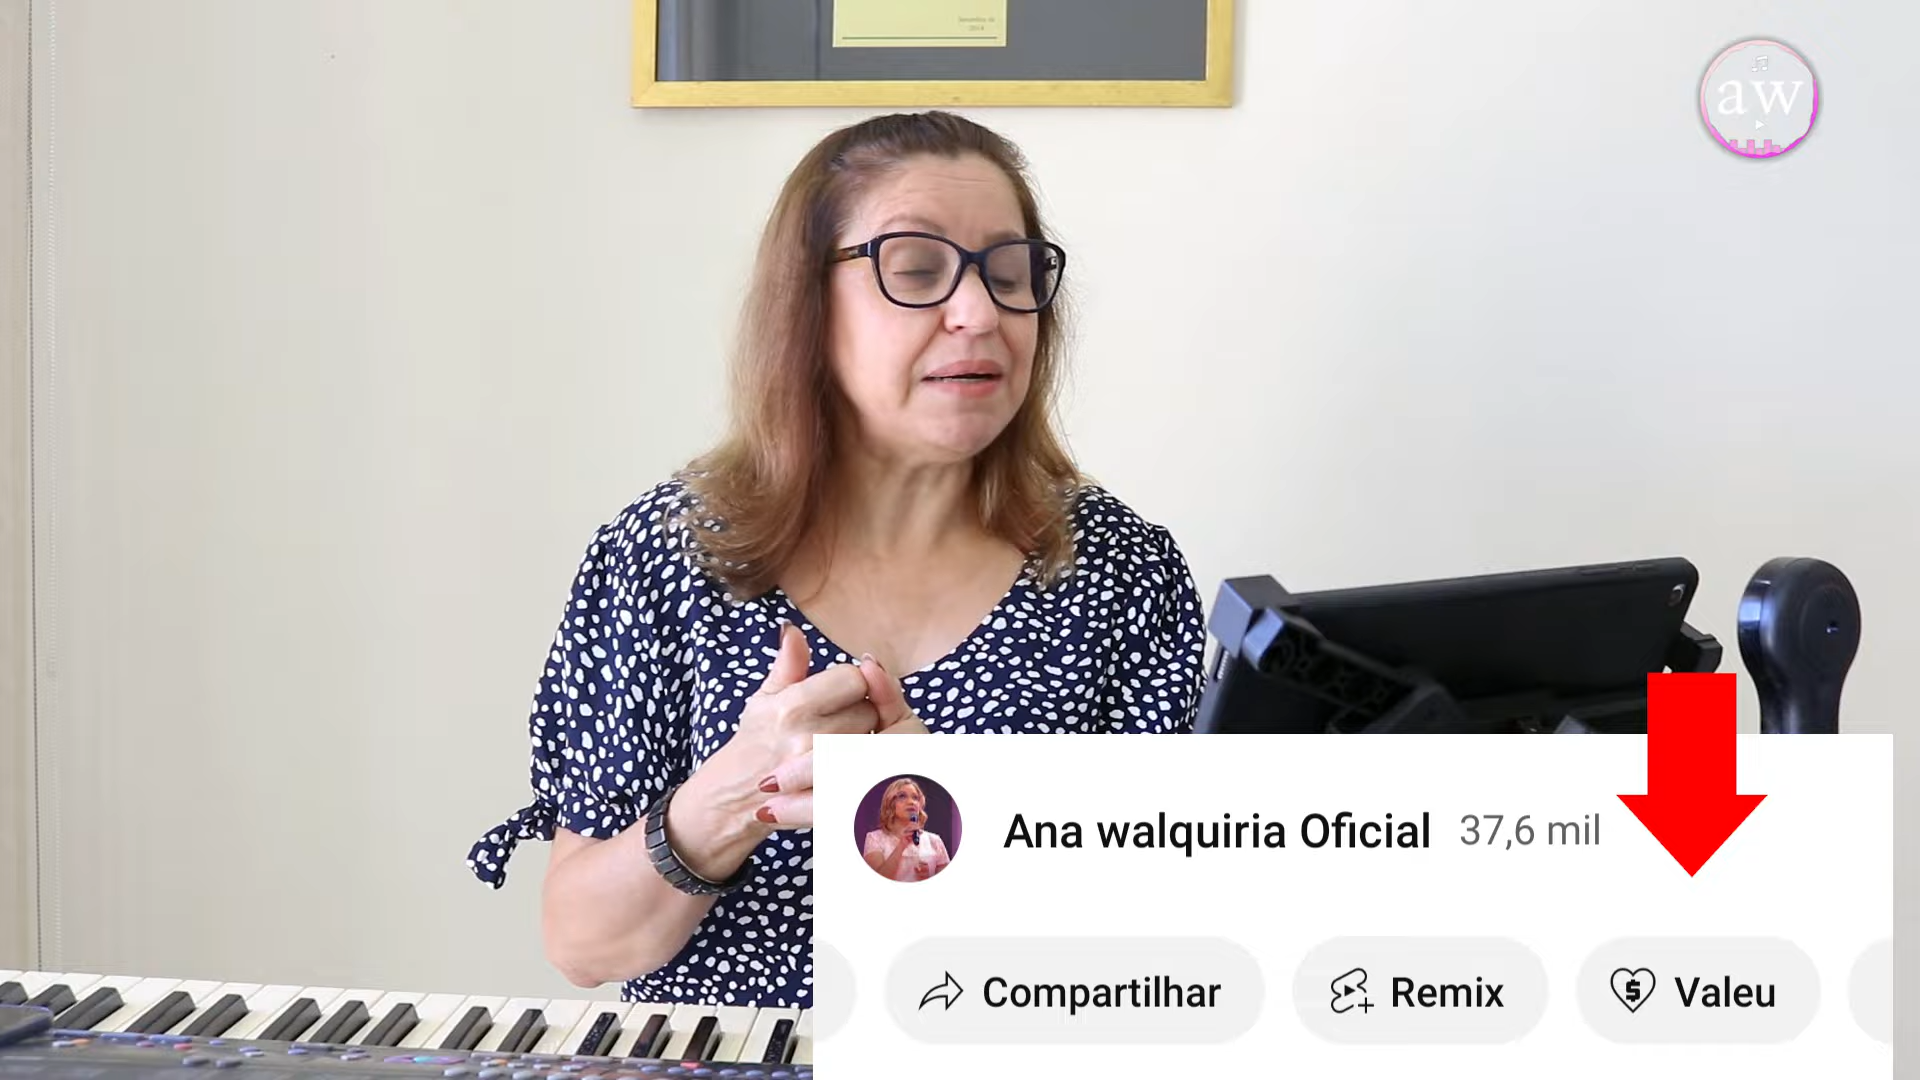 aw
Ana walquiria Oficial 37,6 mil
Compartilhar
Remix
Valeu